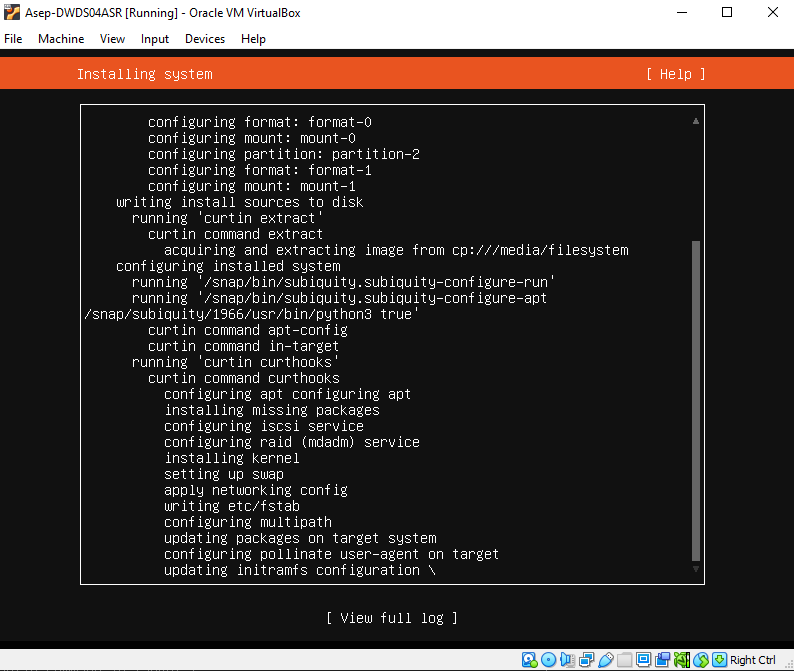 Asep-DWDS04ASR [Running] - Oracle VM VirtualBox
File Machine View Input Devices Help
Installing system [ Help ]
configuring format: format-0
configuring mount: mount-0
configuring partition: partition-2
configuring format: format-1
configuring mount: mount-1
writing install sources to disk
running 'curtin extract'
curtin command extract
acquiring and extracting image from cp:///media/filesystem
configuring installed system
running '/snap/bin/subiquity.subiquity-configure-run'
running '/snap/bin/subiquity.subiquity-configure-apt
/snap/subiquity/1966/usr/bin/python3 true'
curtin command apt-config
curtin command in-target
running 'curtin curthooks'
curtin command curthooks
configuring apt configuring apt
installing missing packages
configuring iscsi service
configuring raid (mdadm) service
installing kernel
setting up swap
apply networking config
writing etc/fstab
configuring multipath
updating packages on target system
configuring pollinate user-agent on target
updating initramfs configuration \
[ View full log ]
Right Ctrl